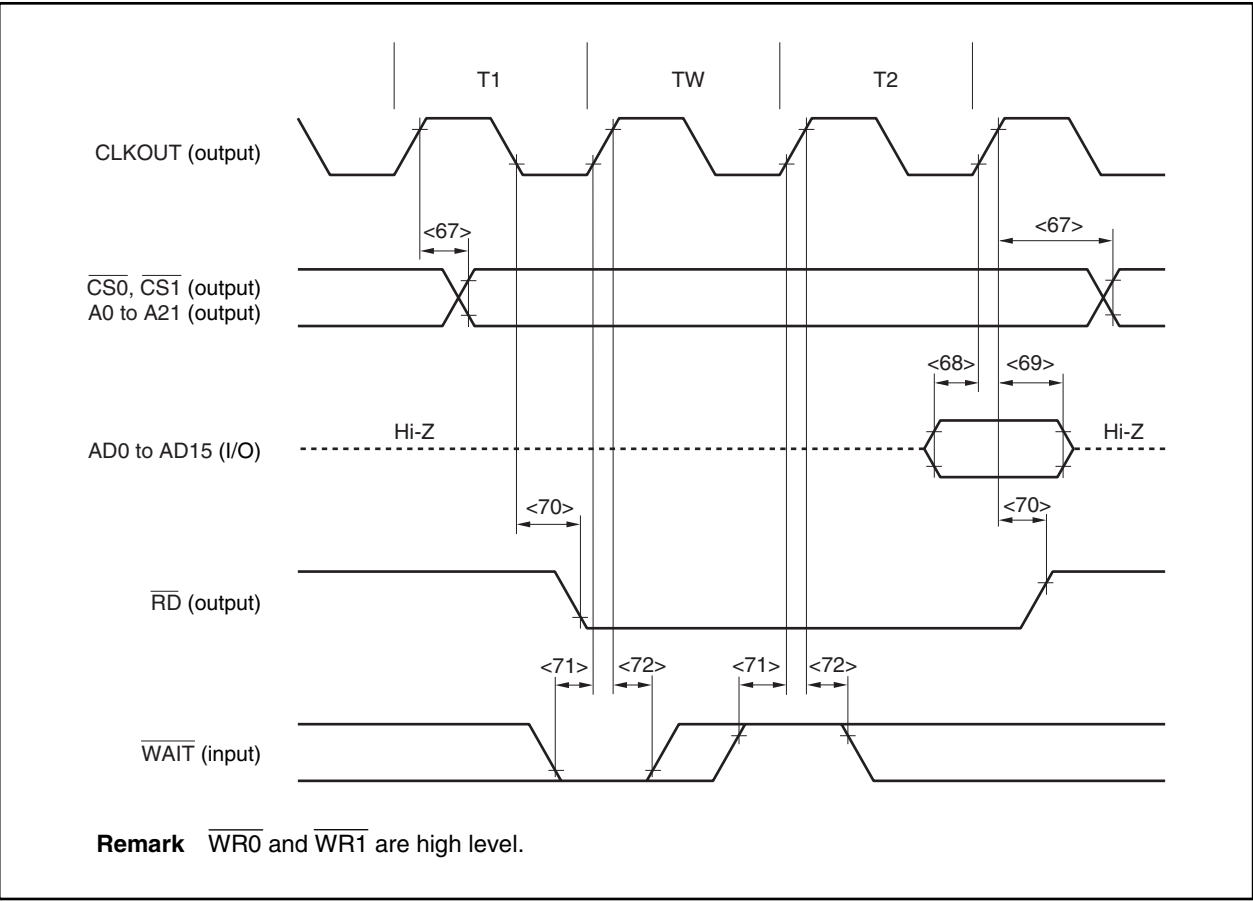 T1 TW T2
CLKOUT (output)
<67> <67>
CS0, CS1 (output)
A0 to A21 (output)
<68> <69>
Hi-Z Hi-Z
AD0 to AD15 (I/O)
<70> <70>
RD (output)
<71> <72> <71> <72>
WAIT (input)
Remark WR0 and WR1 are high level.